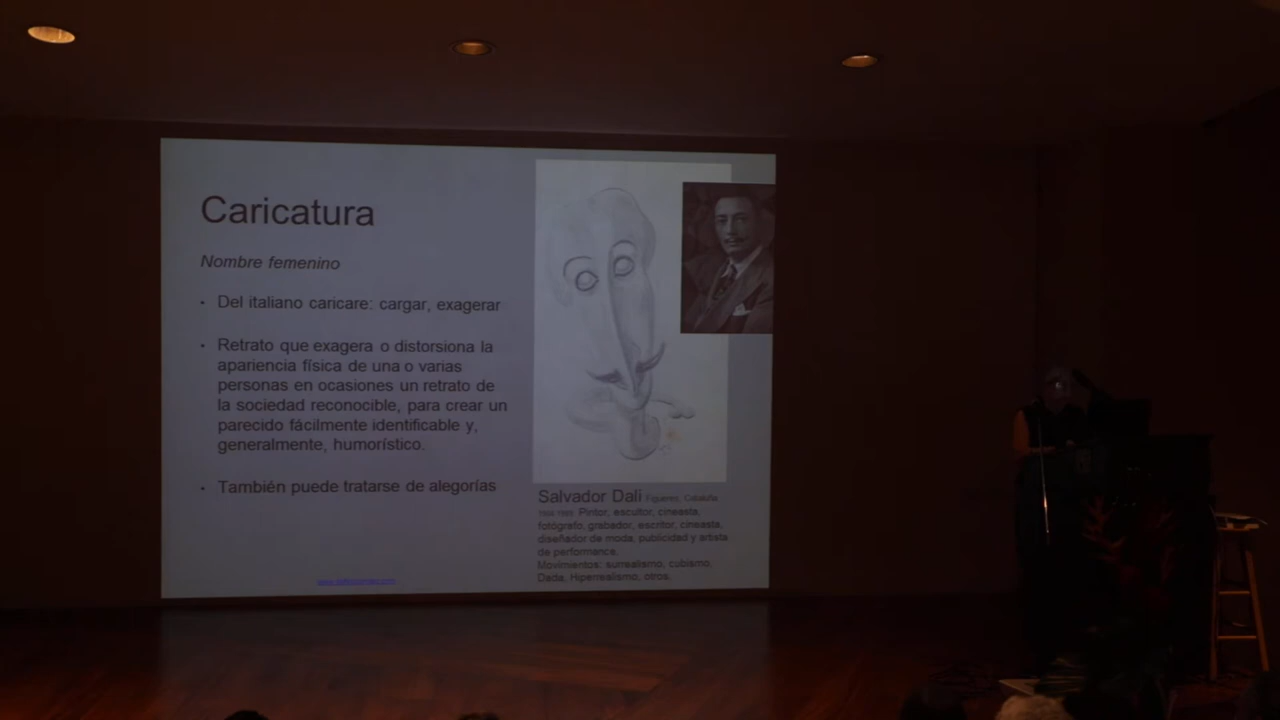 Caricatura
Nombre femenino
• Del italiano caricare: cargar, exagerar
• Retrato que exagera o distorsiona la
apariencia física de una o varias
personas en ocasiones un retrato de
la sociedad reconocible, para crear un
parecido fácilmente identificable y,
generalmente, humorístico.
• También puede tratarse de alegorías
Salvador Dali Figueres, Cataluña
Pintor, escultor, cineasta,
fotógrafo, grabador, escritor, cineasta,
diseñador de moda, publicidad y artista
de performance.
Movimientos: surrealismo, cubismo,
Dada, Hiperrealismo, otros.